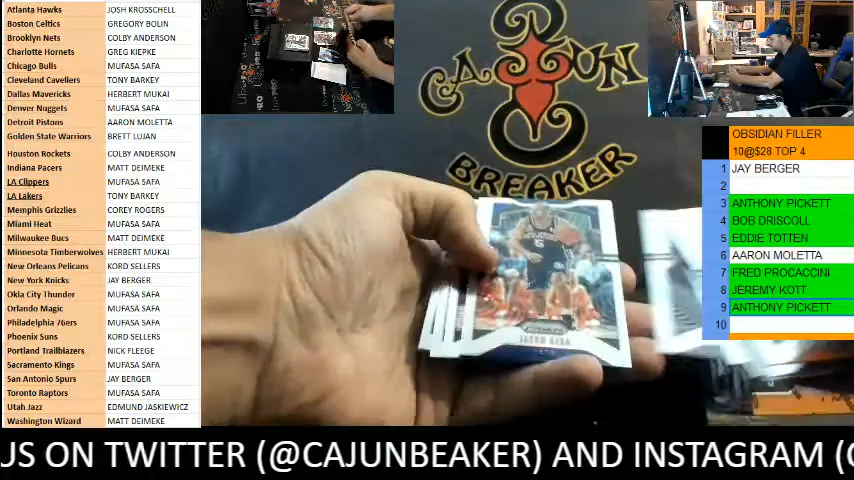 Atlanta Hawks JOSH KROSSCHELL
Boston Celtics GREGORY BOLIN
Brooklyn Nets COLBY ANDERSON
Charlotte Hornets GREG KIEPKE
Chicago Bulls MUFASA SAFA
Cleveland Cavaliers TONY BARKEY
Dallas Mavericks HERBERT MUKAI
Denver Nuggets MUFASA SAFA
Detroit Pistons AARON MOLETTA
Golden State Warriors BRETT LUJAN
Houston Rockets COLBY ANDERSON
Indiana Pacers MATT DEIMEKE
LA Clippers MUFASA SAFA
LA Lakers TONY BARKEY
Memphis Grizzlies COREY ROGERS
Miami Heat MUFASA SAFA
Milwaukee Bucs MATT DEIMEKE
Minnesota Timberwolves HERBERT MUKAI
New Orleans Pelicans KORD SELLERS
New York Knicks JAY BERGER
Okla City Thunder MUFASA SAFA
Orlando Magic MUFASA SAFA
Philadelphia 76ers MUFASA SAFA
Phoenix Suns KORD SELLERS
Portland Trailblazers NICK FLEEGE
Sacramento Kings MUFASA SAFA
San Antonio Spurs JAY BERGER
Toronto Raptors MUFASA SAFA
Utah Jazz EDMUND JASKIEWICZ
Washington Wizard MATT DEIMEKE
CAJUN
BREAKER
JASON KIDD
OBSIDIAN FILLER
10@$28 TOP 4
1 JAY BERGER
2
3 ANTHONY PICKETT
4 BOB DRISCOLL
5 EDDIE TOTTEN
6 AARON MOLETTA
7 FRED PROCACCINI
8 JEREMY KOTT
9 ANTHONY PICKETT
10
US ON TWITTER (@CAJUNBEAKER) AND INSTAGRAM (